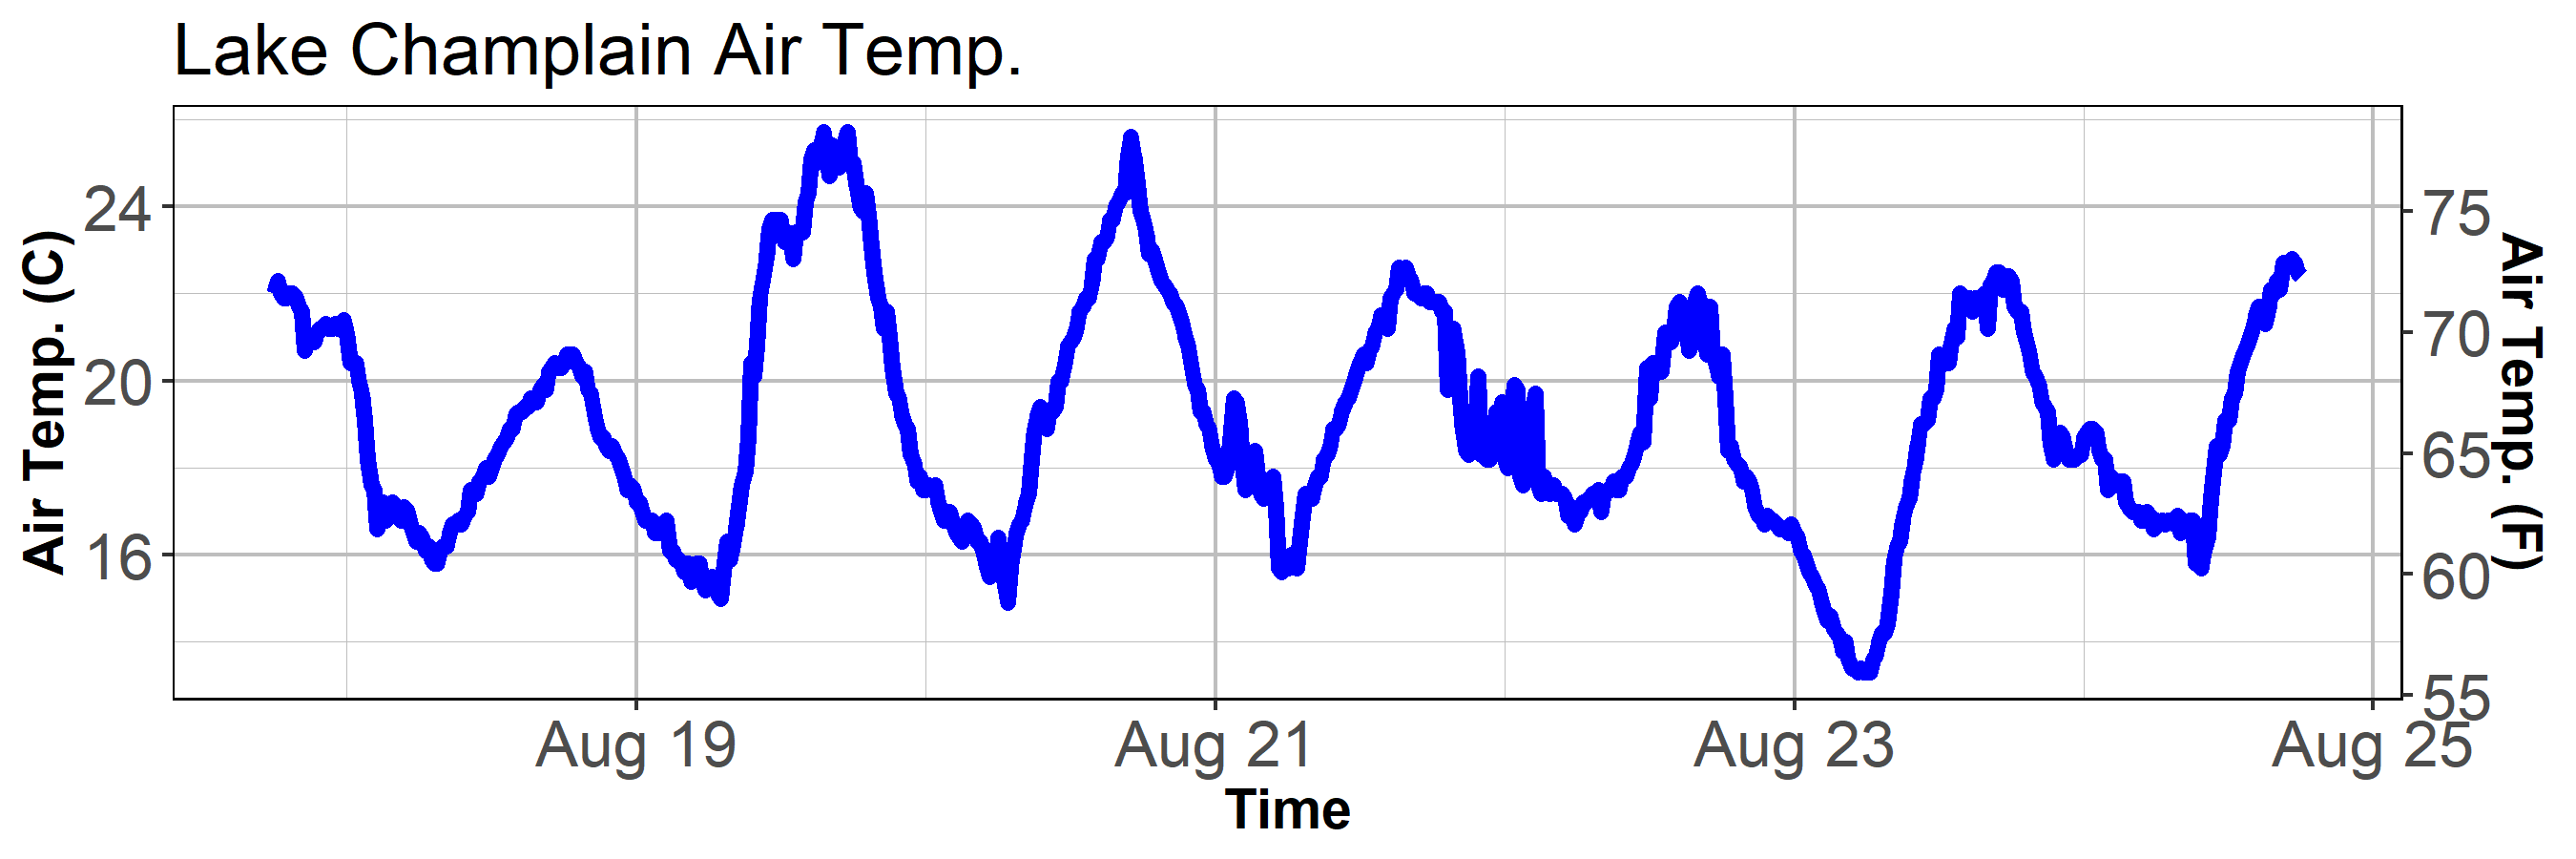 Lake Champlain Air Temp.
Air Temp. (C)
24
20
16
75
70
65
60
55
Air Temp. (F)
Aug 19
Aug 21
Aug 23
Aug 25
Time